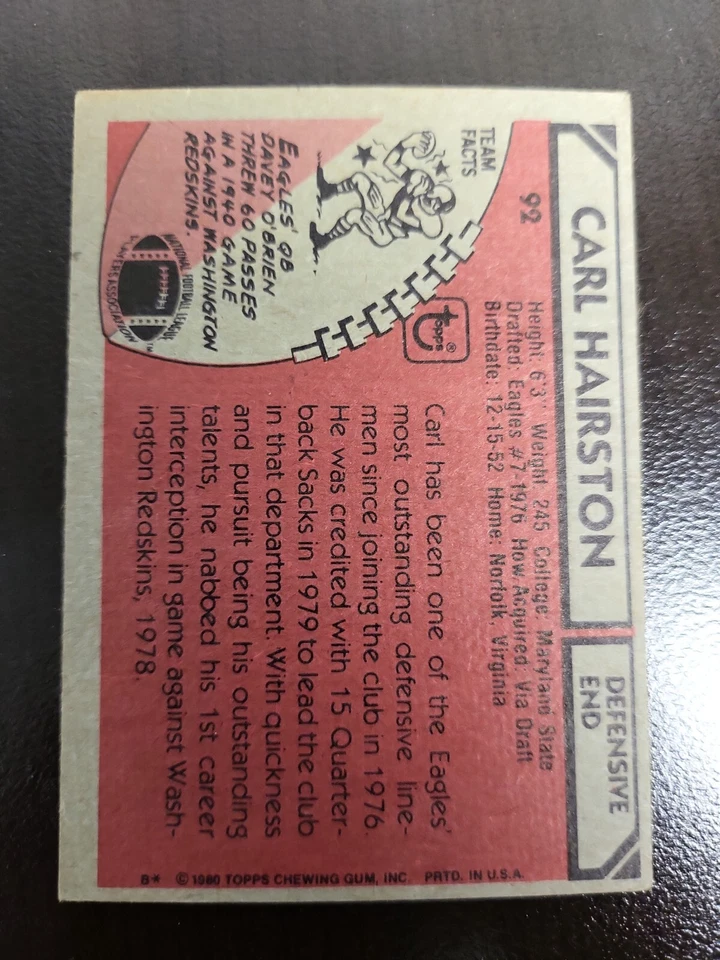 CARL HAIRSTON
DEFENSIVE
END
92
Height: 6'3" Weight: 245 College: Maryland State
Drafted: Eagles #7-1976 How Acquired: Via Draft
Birthdate: 12-15-52 Home: Norfolk, Virginia
TEAM
FACTS
EAGLES' QB
DAVEY O'BRIEN
THREW 60 PASSES
IN A 1940 GAME
AGAINST WASHINGTON
REDSKINS.
topps®
NATIONAL FOOTBALL LEAGUE
PLAYERS ASSOCIATION™
Carl has been one of the Eagles'
most outstanding defensive line-
men since joining the club in 1976.
He was credited with 15 Quarter-
back Sacks in 1979 to lead the club
in that department. With quickness
and pursuit being his outstanding
talents, he nabbed his 1st career
interception in game against Wash-
ington Redskins, 1978.
B* © 1980 TOPPS CHEWING GUM, INC. PRTD. IN U.S.A.